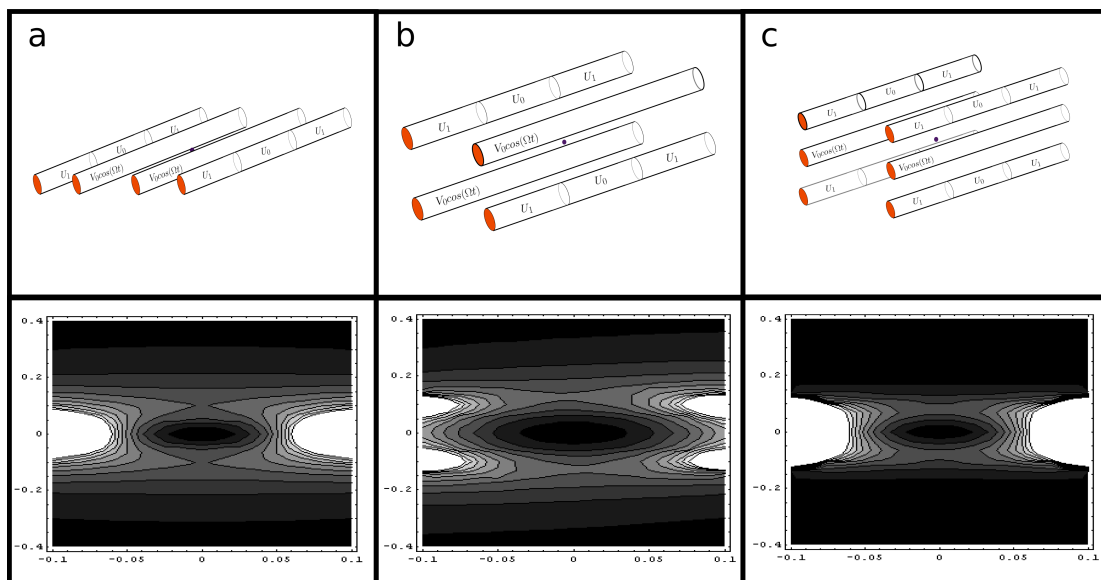 a
U₁
U₀
U₁
V₀cos(Ωt)
V₀cos(Ωt)
U₁
U₀
U₁
b
U₁
U₀
U₁
V₀cos(Ωt)
V₀cos(Ωt)
U₁
U₀
U₁
c
U₁
U₀
U₁
V₀cos(Ωt)
U₁
U₀
U₁
V₀cos(Ωt)
U₁
U₁
U₀
U₁
0.4
0.2
0
-0.2
-0.4
-0.1 -0.05 0 0.05 0.1
0.4
0.2
0
-0.2
-0.4
-0.1 -0.05 0 0.05 0.1
0.4
0.2
0
-0.2
-0.4
-0.1 -0.05 0 0.05 0.1